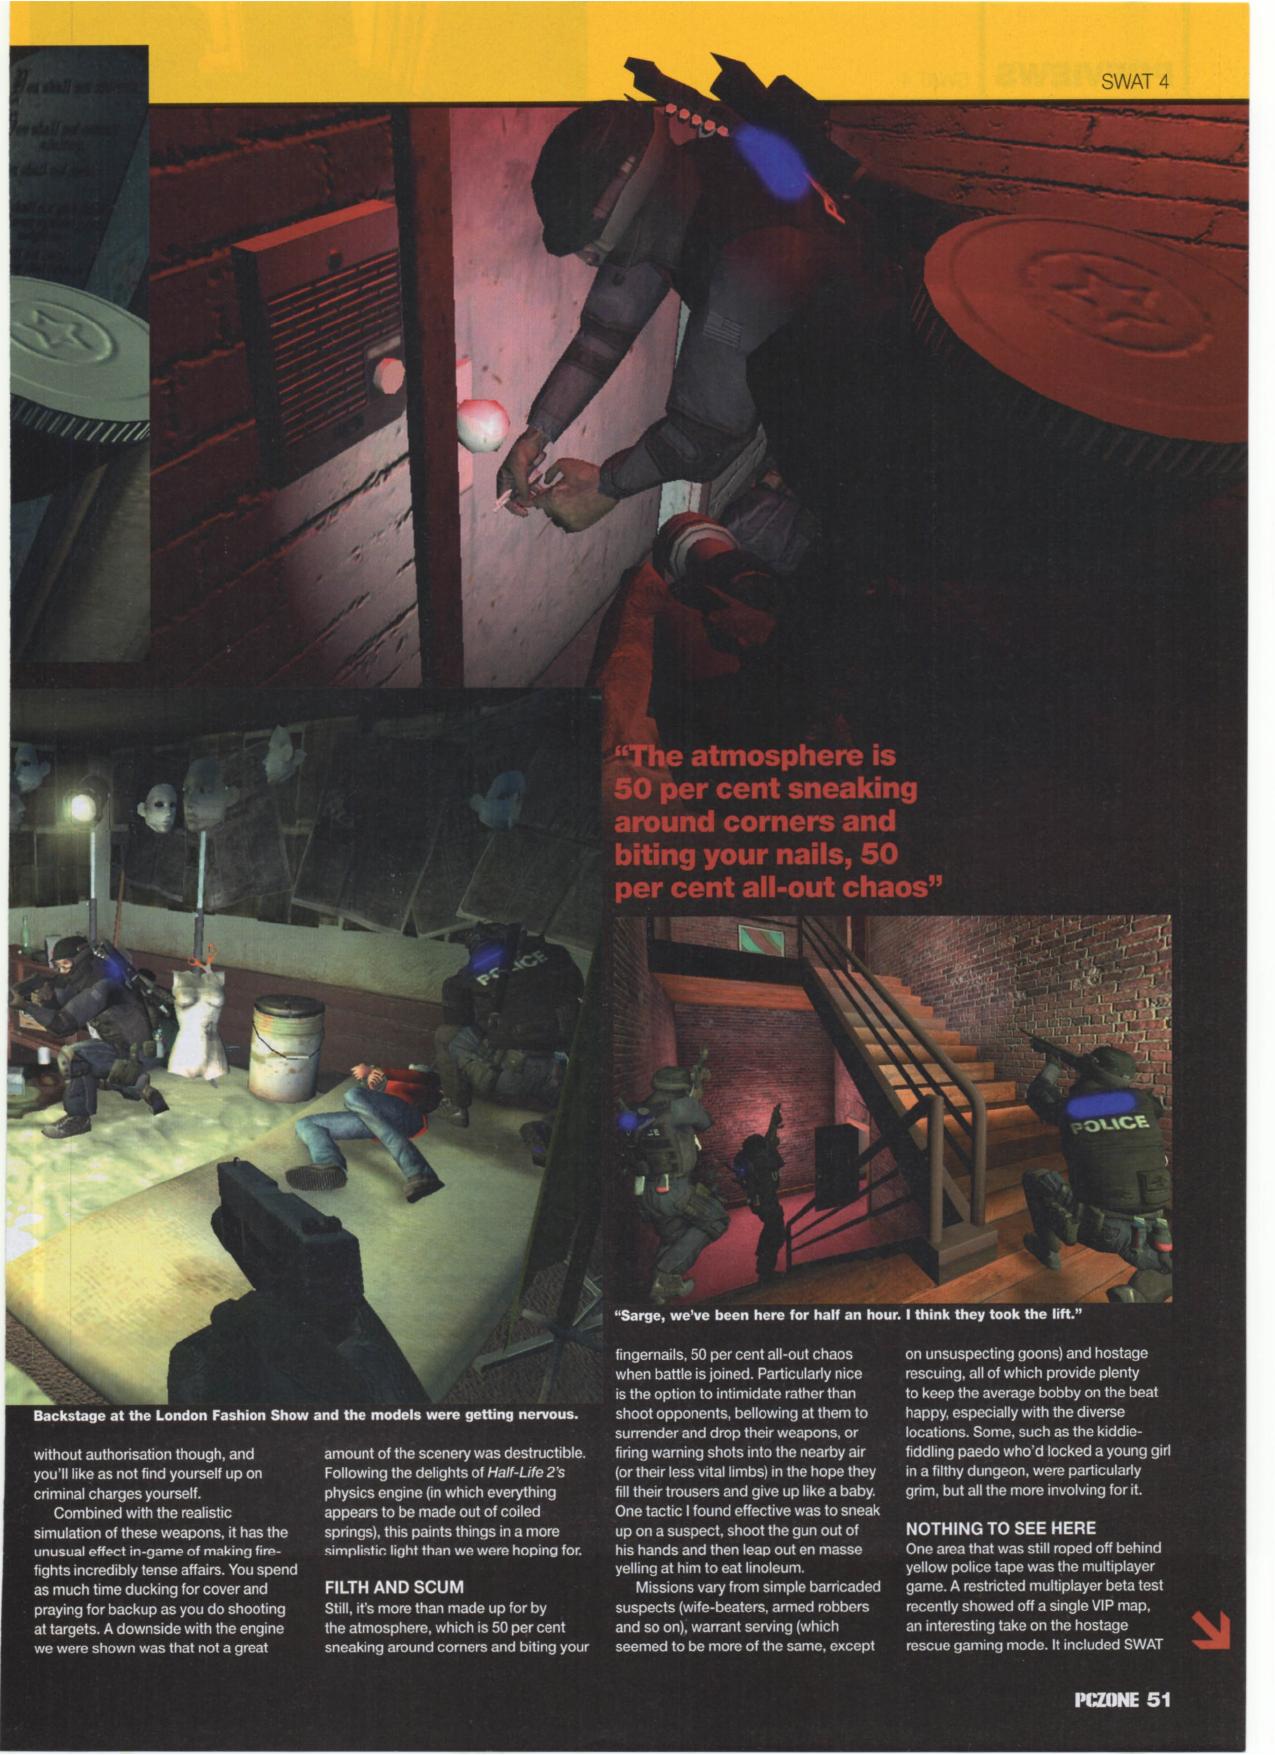 SWAT 4
“The atmosphere is
50 per cent sneaking
around corners and
biting your nails, 50
per cent all-out chaos”
POLICE
CE
POLICE
“Sarge, we’ve been here for half an hour. I think they took the lift.”
Backstage at the London Fashion Show and the models were getting nervous.
without authorisation though, and
you’ll like as not find yourself up on
criminal charges yourself.
Combined with the realistic
simulation of these weapons, it has the
unusual effect in-game of making fire-
fights incredibly tense affairs. You spend
as much time ducking for cover and
praying for backup as you do shooting
at targets. A downside with the engine
we were shown was that not a great
amount of the scenery was destructible.
Following the delights of Half-Life 2’s
physics engine (in which everything
appears to be made out of coiled
springs), this paints things in a more
simplistic light than we were hoping for.
FILTH AND SCUM
Still, it’s more than made up for by
the atmosphere, which is 50 per cent
sneaking around corners and biting your
fingernails, 50 per cent all-out chaos
when battle is joined. Particularly nice
is the option to intimidate rather than
shoot opponents, bellowing at them to
surrender and drop their weapons, or
firing warning shots into the nearby air
(or their less vital limbs) in the hope they
fill their trousers and give up like a baby.
One tactic I found effective was to sneak
up on a suspect, shoot the gun out of
his hands and then leap out en masse
yelling at him to eat linoleum.
Missions vary from simple barricaded
suspects (wife-beaters, armed robbers
and so on), warrant serving (which
seemed to be more of the same, except
on unsuspecting goons) and hostage
rescuing, all of which provide plenty
to keep the average bobby on the beat
happy, especially with the diverse
locations. Some, such as the kiddie-
fiddling paedo who’d locked a young girl
in a filthy dungeon, were particularly
grim, but all the more involving for it.
NOTHING TO SEE HERE
One area that was still roped off behind
yellow police tape was the multiplayer
game. A restricted multiplayer beta test
recently showed off a single VIP map,
an interesting take on the hostage
rescue gaming mode. It included SWAT
PCZONE 51